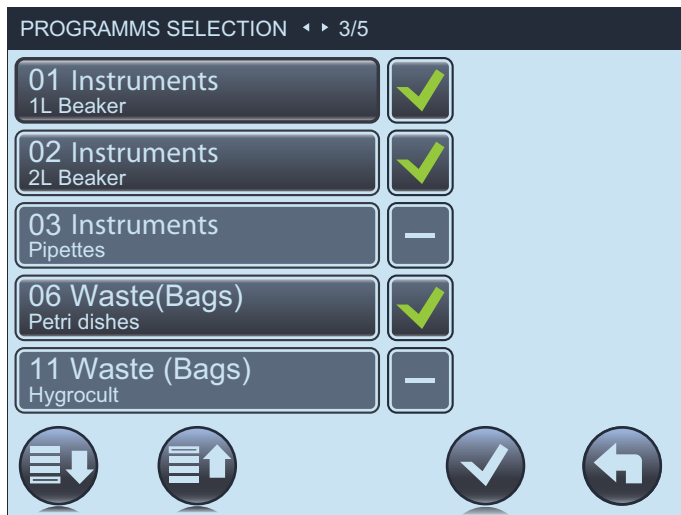 PROGRAMMS SELECTION 3/5
01 Instruments
1L Beaker
02 Instruments
2L Beaker
03 Instruments
Pipettes
06 Waste(Bags)
Petri dishes
11 Waste (Bags)
Hygrocult